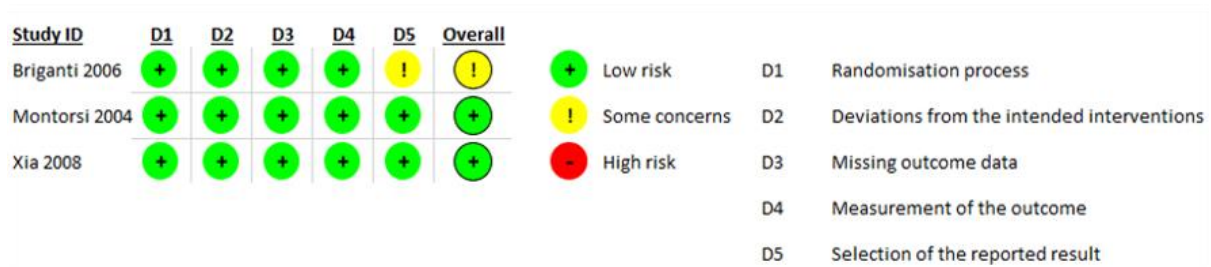 Study ID D1 D2 D3 D4 D5 Overall
Briganti 2006 + + + + ! ! + Low risk D1 Randomisation process
Montorsi 2004 + + + + + + ! Some concerns D2 Deviations from the intended interventions
Xia 2008 + + + + + + - High risk D3 Missing outcome data
D4 Measurement of the outcome
D5 Selection of the reported result